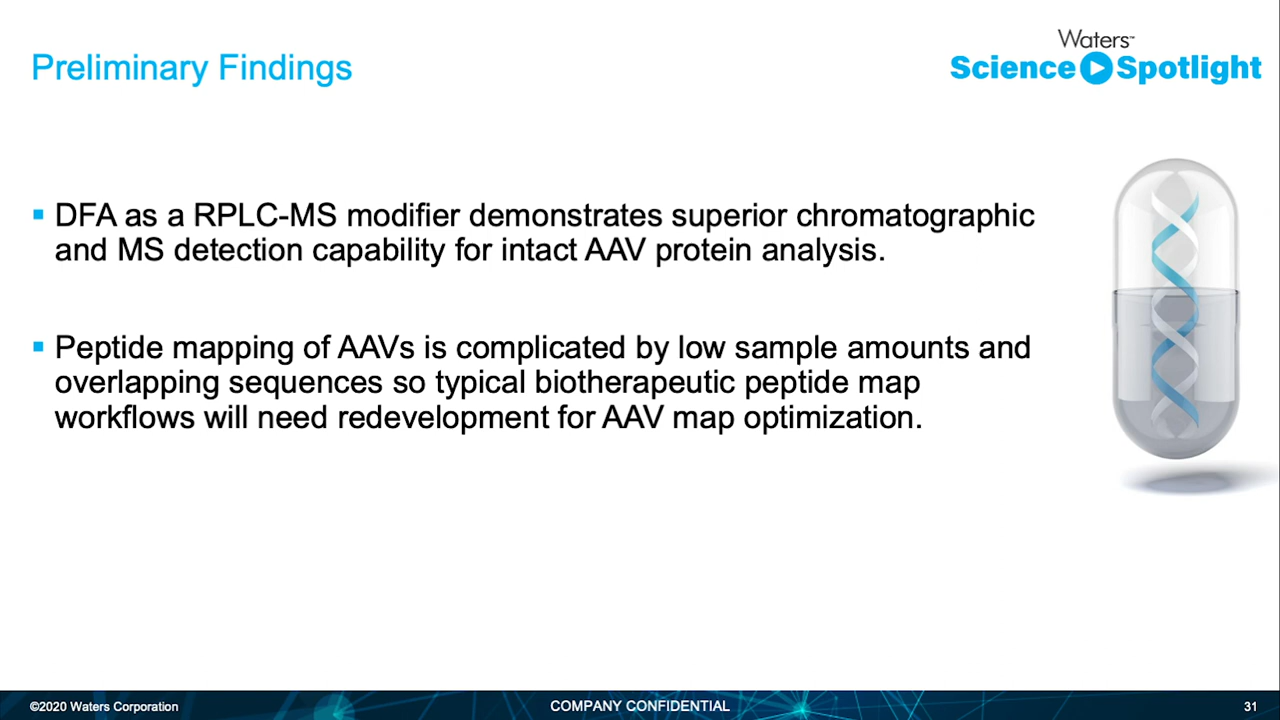 Preliminary Findings
Waters™
Science Spotlight
▪ DFA as a RPLC-MS modifier demonstrates superior chromatographic
and MS detection capability for intact AAV protein analysis.
▪ Peptide mapping of AAVs is complicated by low sample amounts and
overlapping sequences so typical biotherapeutic peptide map
workflows will need redevelopment for AAV map optimization.
©2020 Waters Corporation
COMPANY CONFIDENTIAL
31